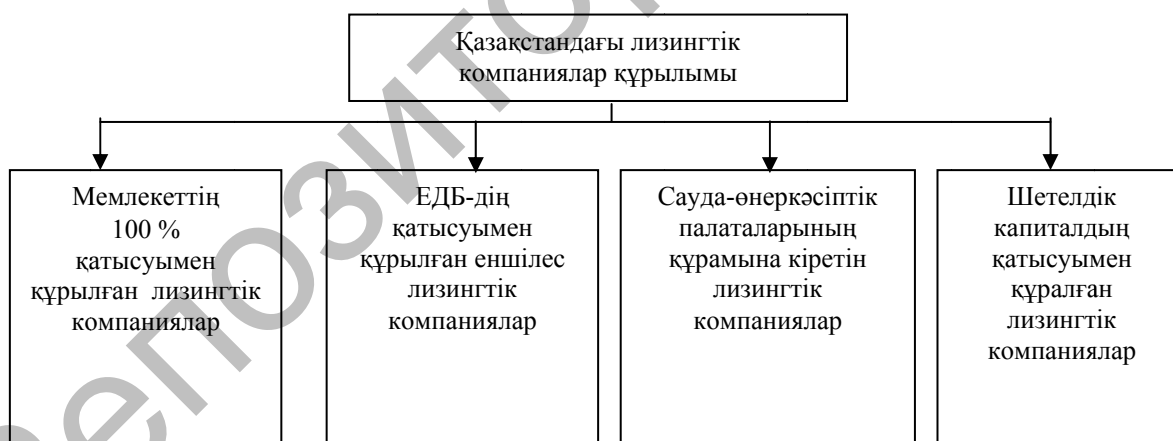 Қазақстандағы лизингтік
компаниялар құрылымы
Мемлекеттің
100 %
қатысуымен
құрылған лизингтік
компаниялар
ЕДБ-дің
қатысуымен
құрылған еншілес
лизингтік
компаниялар
Сауда-өнеркәсіптік
палаталарының
құрамына кіретін
лизингтік
компаниялар
Шетелдік
капиталдың
қатысуымен
құралған
лизингтік
компаниялар